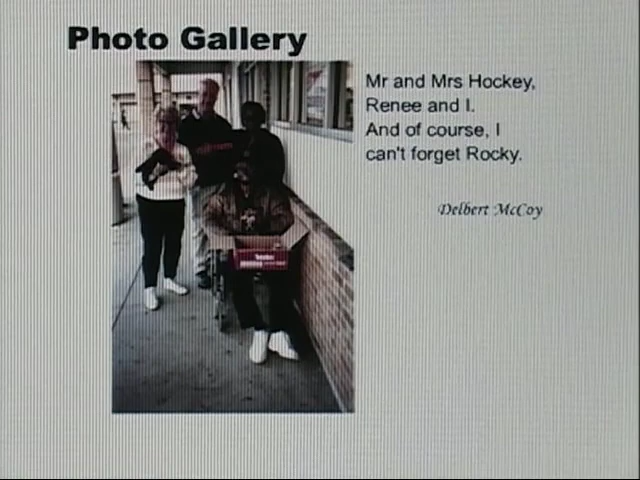 Photo Gallery
Mr and Mrs Hockey,
Renee and I.
And of course, I
can't forget Rocky.
Delbert McCoy